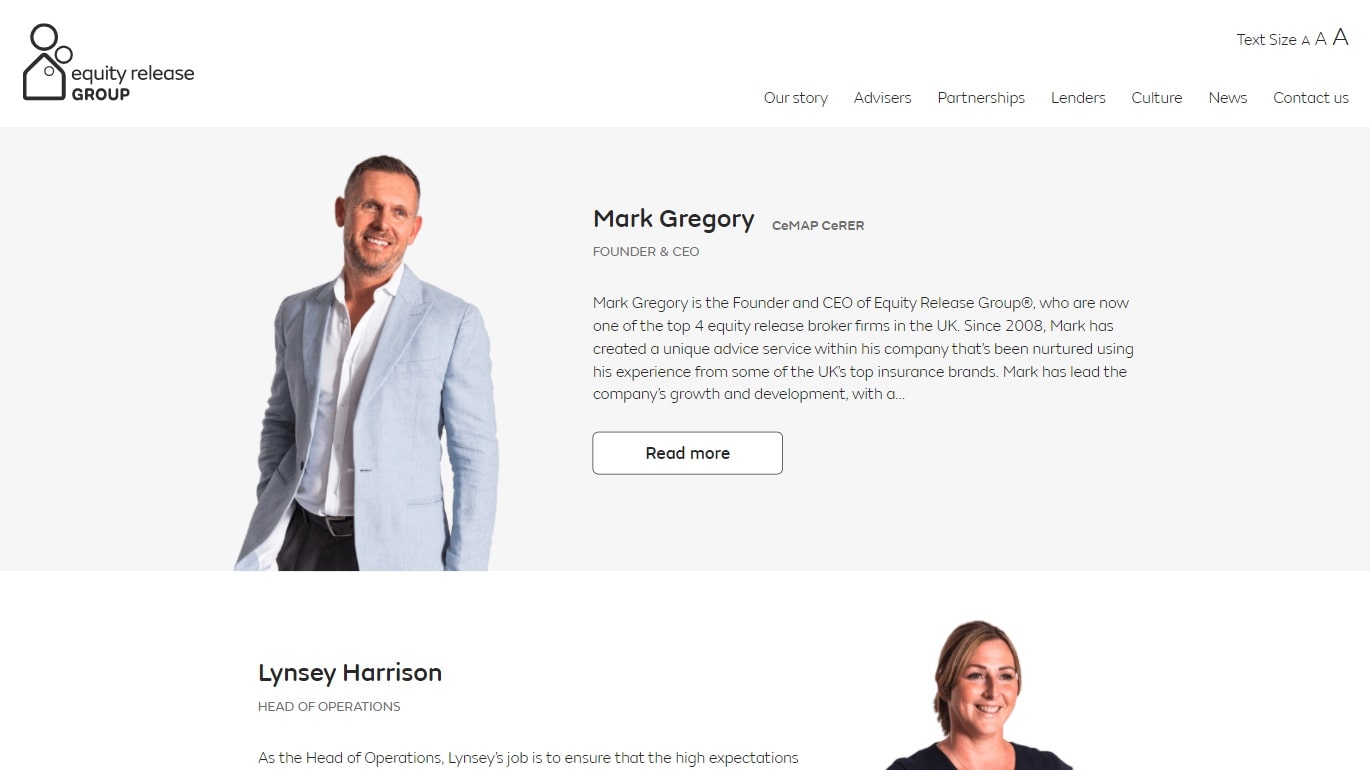 equity release
GROUP
Text Size A A A
Our story Advisers Partnerships Lenders Culture News Contact us
Mark Gregory CeMAP CeRER
FOUNDER & CEO
Mark Gregory is the Founder and CEO of Equity Release Group®, who are now
one of the top 4 equity release broker firms in the UK. Since 2008, Mark has
created a unique advice service within his company that’s been nurtured using
his experience from some of the UK’s top insurance brands. Mark has lead the
company’s growth and development, with a...
Read more
Lynsey Harrison
HEAD OF OPERATIONS
As the Head of Operations, Lynsey’s job is to ensure that the high expectations